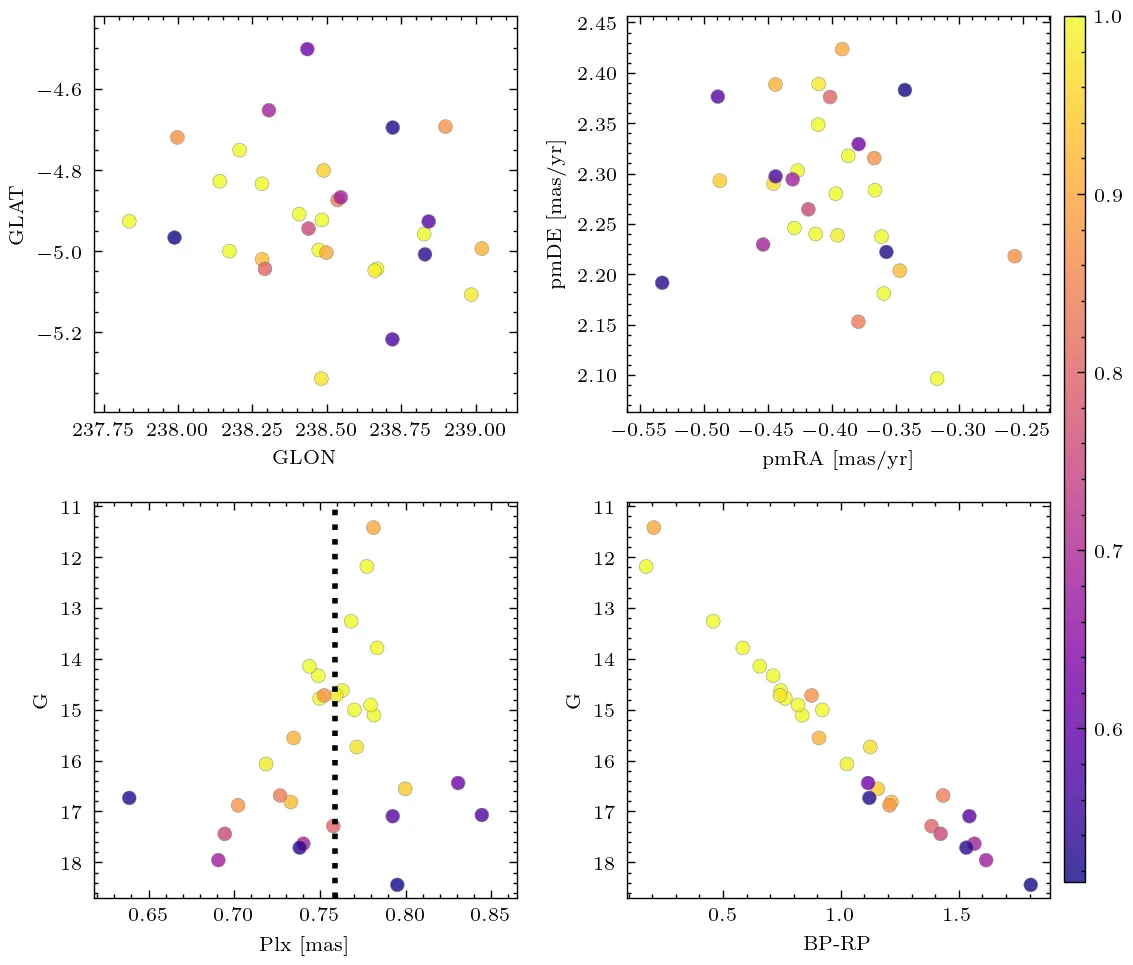 −4.6
−4.8
−5.0
−5.2
GLAT
237.75 238.00 238.25 238.50 238.75 239.00
GLON
2.45
2.40
2.35
2.30
2.25
2.20
2.15
2.10
pmDE [mas/yr]
−0.55 −0.50 −0.45 −0.40 −0.35 −0.30 −0.25
pmRA [mas/yr]
1.0
0.9
0.8
0.7
0.6
11
12
13
14
15
16
17
18
G
0.65 0.70 0.75 0.80 0.85
Plx [mas]
11
12
13
14
15
16
17
18
G
0.5 1.0 1.5
BP-RP